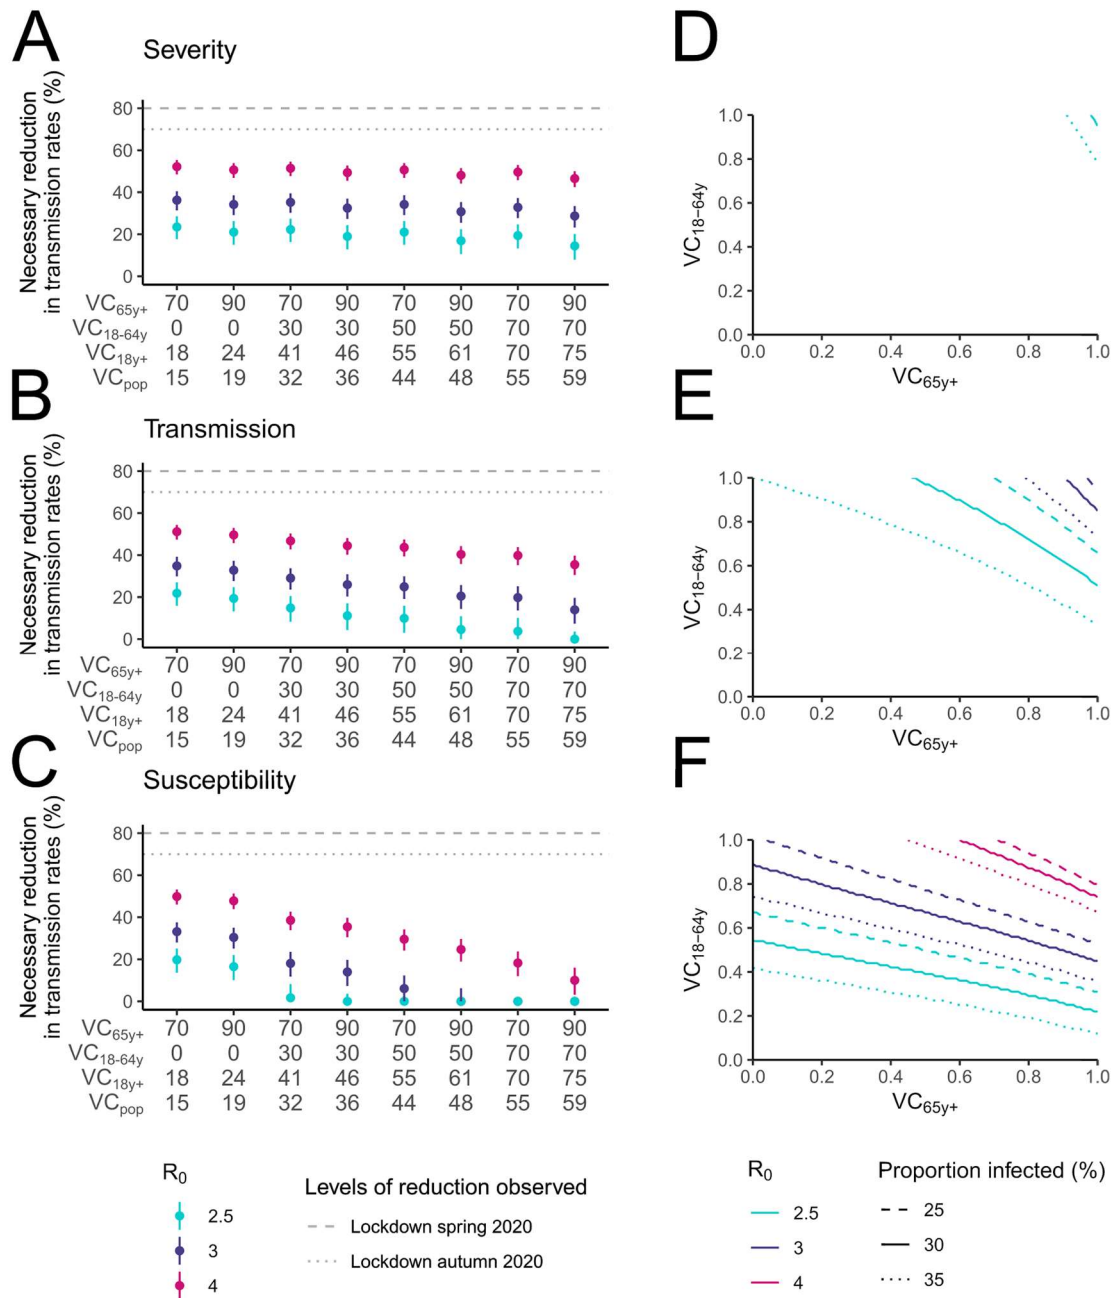 A
Severity
Necessary reduction
in transmission rates (%)
80
60
40
20
0
VC65y+ 70 90 70 90 70 90 70 90
VC18-64y 0 0 30 30 50 50 70 70
VC18y+ 18 24 41 46 55 61 70 75
VCpop 15 19 32 36 44 48 55 59
D
VC18−64y
1.0
0.8
0.6
0.4
0.2
0.0
0.0 0.2 0.4 0.6 0.8 1.0
VC65y+
B
Transmission
Necessary reduction
in transmission rates (%)
80
60
40
20
0
VC65y+ 70 90 70 90 70 90 70 90
VC18-64y 0 0 30 30 50 50 70 70
VC18y+ 18 24 41 46 55 61 70 75
VCpop 15 19 32 36 44 48 55 59
E
VC18−64y
1.0
0.8
0.6
0.4
0.2
0.0
0.0 0.2 0.4 0.6 0.8 1.0
VC65y+
C
Susceptibility
Necessary reduction
in transmission rates (%)
80
60
40
20
0
VC65y+ 70 90 70 90 70 90 70 90
VC18-64y 0 0 30 30 50 50 70 70
VC18y+ 18 24 41 46 55 61 70 75
VCpop 15 19 32 36 44 48 55 59
F
VC18−64y
1.0
0.8
0.6
0.4
0.2
0.0
0.0 0.2 0.4 0.6 0.8 1.0
VC65y+
R0
2.5
3
4
Levels of reduction observed
Lockdown spring 2020
Lockdown autumn 2020
R0
2.5
3
4
Proportion infected (%)
25
30
35